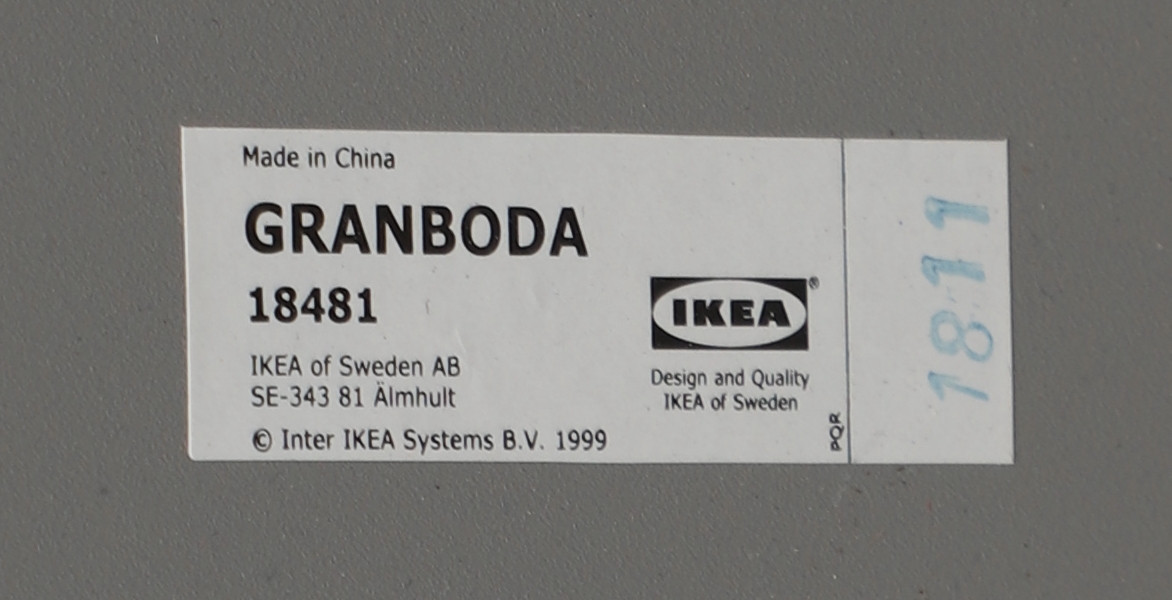 Made in China
GRANBODA
18481
IKEA of Sweden AB
SE-343 81 Älmhult
© Inter IKEA Systems B.V. 1999
IKEA®
Design and Quality
IKEA of Sweden
PQR
1811